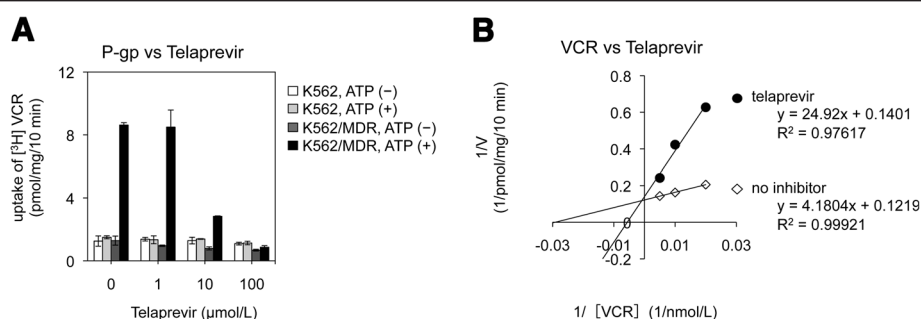 A
P-gp vs Telaprevir
uptake of [³H] VCR
(pmol/mg/10 min)
12
8
4
0
0 1 10 100
Telaprevir (μmol/L)
K562, ATP (−)
K562, ATP (+)
K562/MDR, ATP (−)
K562/MDR, ATP (+)
B
VCR vs Telaprevir
1/V
(1/pmol/mg/10 min)
0.8
0.6
0.4
0.2
0
-0.2
-0.03 -0.01 0.01 0.03
1/ [VCR] (1/nmol/L)
telaprevir
y = 24.92x + 0.1401
R² = 0.97617
no inhibitor
y = 4.1804x + 0.1219
R² = 0.99921